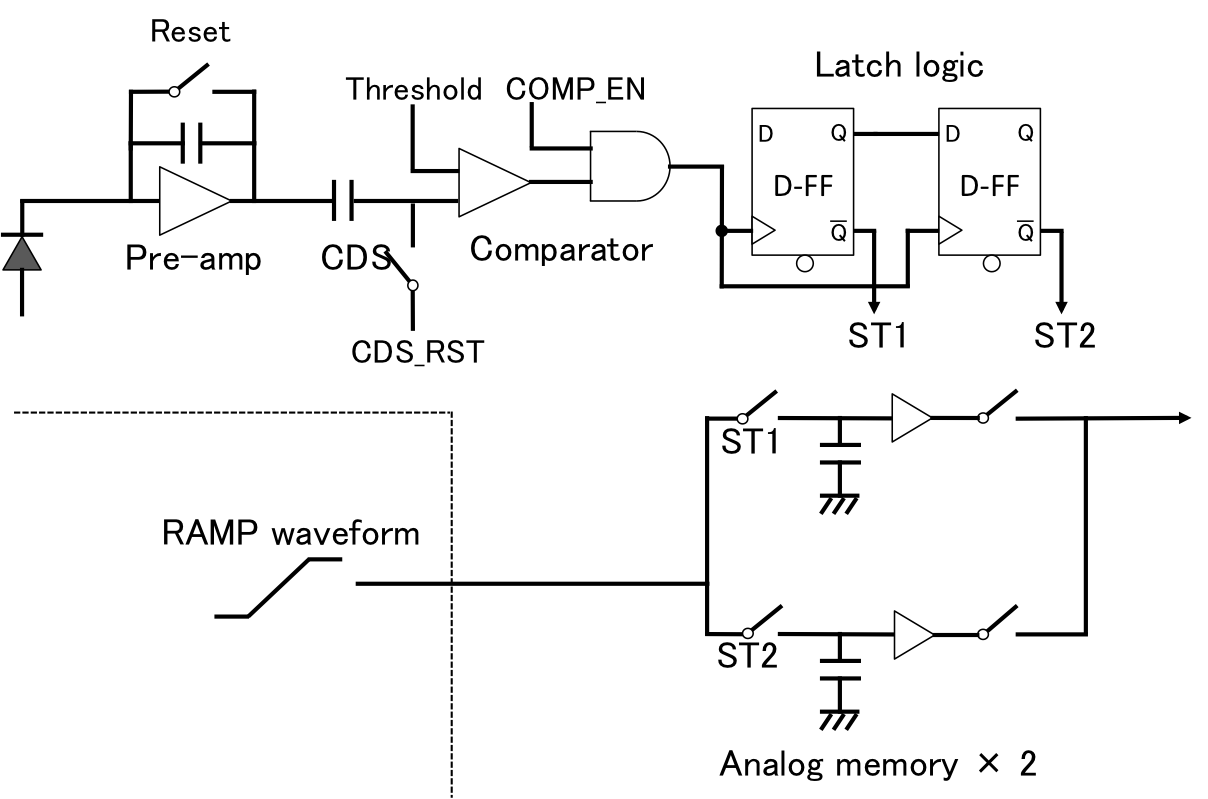 Reset
Threshold COMP_EN
Latch logic
D Q D Q
D-FF D-FF
Q̅ Q̅
Pre-amp CDS Comparator
CDS_RST
ST1 ST2
ST1
RAMP waveform
ST2
Analog memory × 2